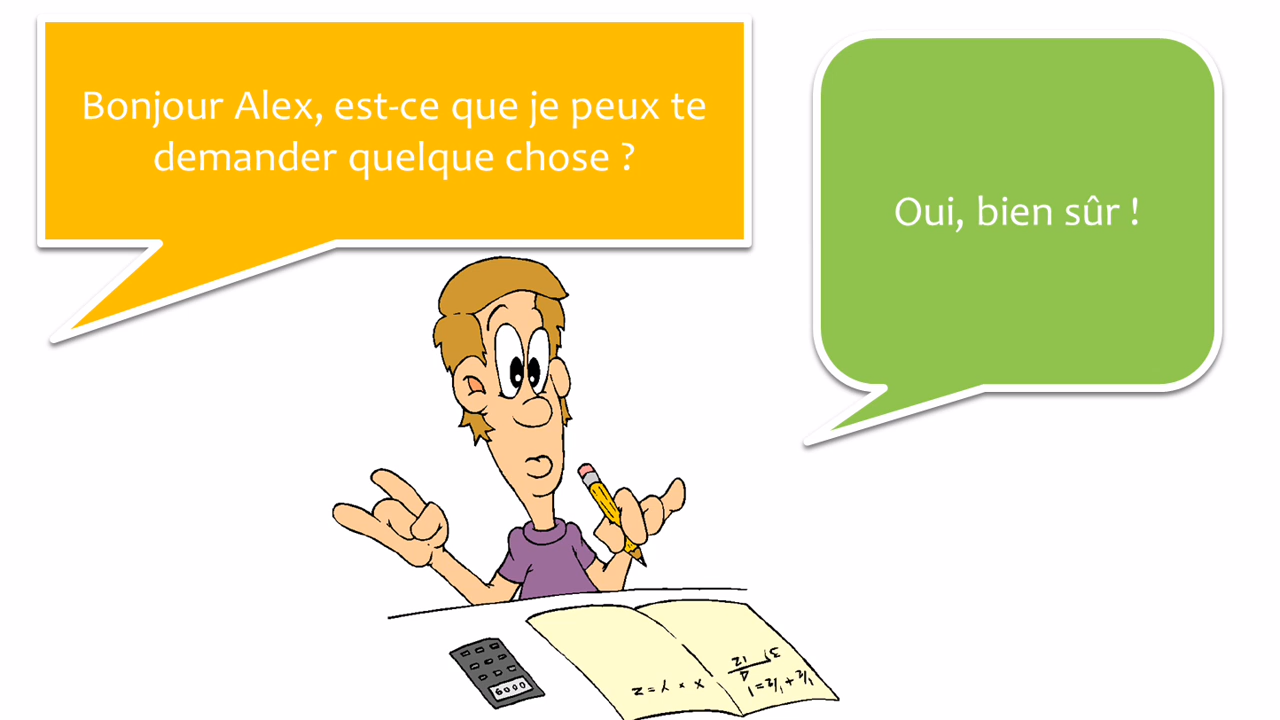 Bonjour Alex, est-ce que je peux te
demander quelque chose ?
Oui, bien sûr !